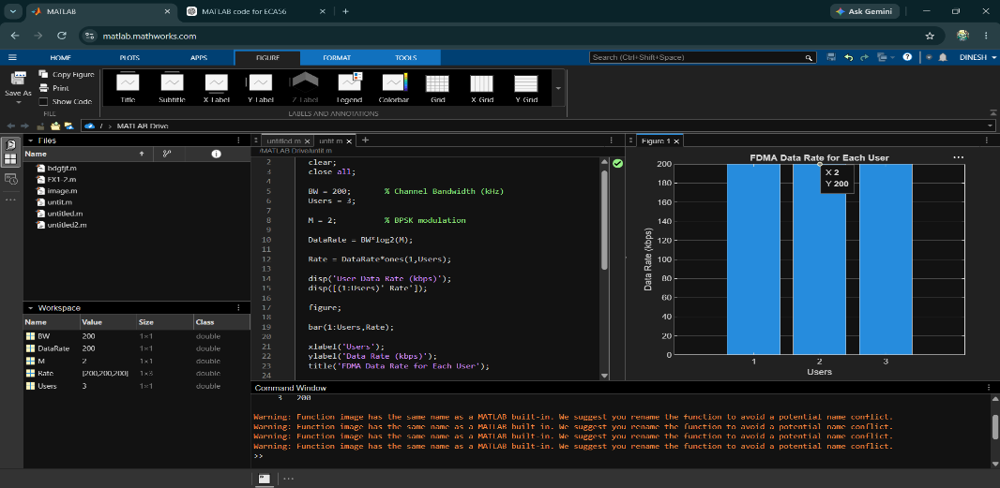 MATLAB
MATLAB code for ECA56
Ask Gemini
matlab.mathworks.com
HOME
PLOTS
APPS
FIGURE
FORMAT
TOOLS
Search (Ctrl+Shift+Space)
DINESH
Save As
Copy Figure
Print
Show Code
FILE
Title
Subtitle
X Label
Y Label
Z Label
Legend
Colorbar
Grid
X Grid
Y Grid
LABELS AND ANNOTATIONS
/ > MATLAB Drive
Files
Name
bdgfjf.m
EX1-2.m
image.m
untit.m
untitled.m
untitled2.m
Workspace
Name Value Size Class
BW 200 1×1 double
DataRate 200 1×1 double
M 2 1×1 double
Rate [200,200,200] 1×3 double
Users 3 1×1 double
untitled.m
untit.m
/MATLAB Drive/untit.m
2 clear;
3 close all;
4
5 BW = 200; % Channel Bandwidth (kHz)
6 Users = 3;
7
8 M = 2; % BPSK modulation
9
10 DataRate = BW*log2(M);
11
12 Rate = DataRate*ones(1,Users);
13
14 disp('User Data Rate (kbps)');
15 disp([(1:Users)' Rate']);
16
17 figure;
18
19 bar(1:Users,Rate);
20
21 xlabel('Users');
22 ylabel('Data Rate (kbps)');
23 title('FDMA Data Rate for Each User');
24
Figure 1
FDMA Data Rate for Each User
X 2
Y 200
200
180
160
140
120
100
80
60
40
20
0
Data Rate (kbps)
1 2 3
Users
Command Window
3 200
Warning: Function image has the same name as a MATLAB built-in. We suggest you rename the function to avoid a potential name conflict.
Warning: Function image has the same name as a MATLAB built-in. We suggest you rename the function to avoid a potential name conflict.
Warning: Function image has the same name as a MATLAB built-in. We suggest you rename the function to avoid a potential name conflict.
Warning: Function image has the same name as a MATLAB built-in. We suggest you rename the function to avoid a potential name conflict.
>>